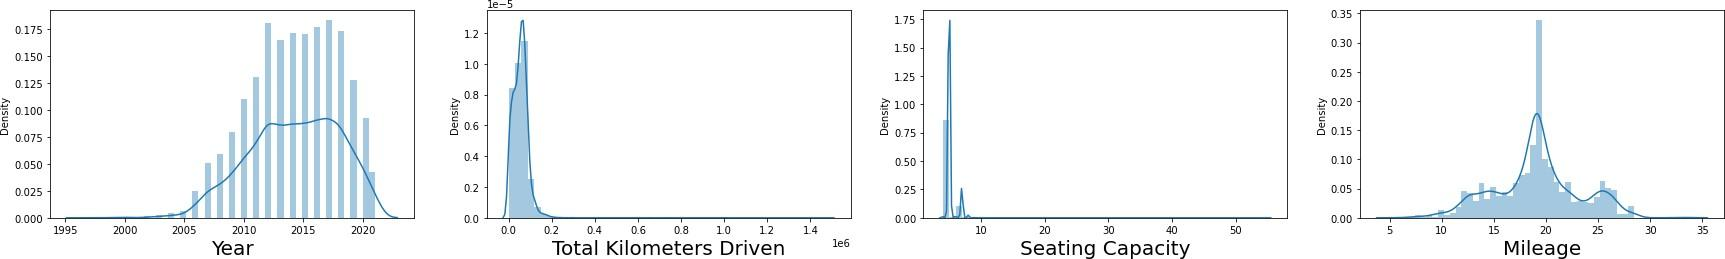 0.175
0.150
0.125
0.100
0.075
0.050
0.025
0.000
Density
1995 2000 2005 2010 2015 2020
Year
1e-5
1.2
1.0
0.8
0.6
0.4
0.2
0.0
Density
0.0 0.2 0.4 0.6 0.8 1.0 1.2 1.4
1e6
Total Kilometers Driven
1.75
1.50
1.25
1.00
0.75
0.50
0.25
0.00
Density
10 20 30 40 50
Seating Capacity
0.35
0.30
0.25
0.20
0.15
0.10
0.05
0.00
Density
5 10 15 20 25 30 35
Mileage